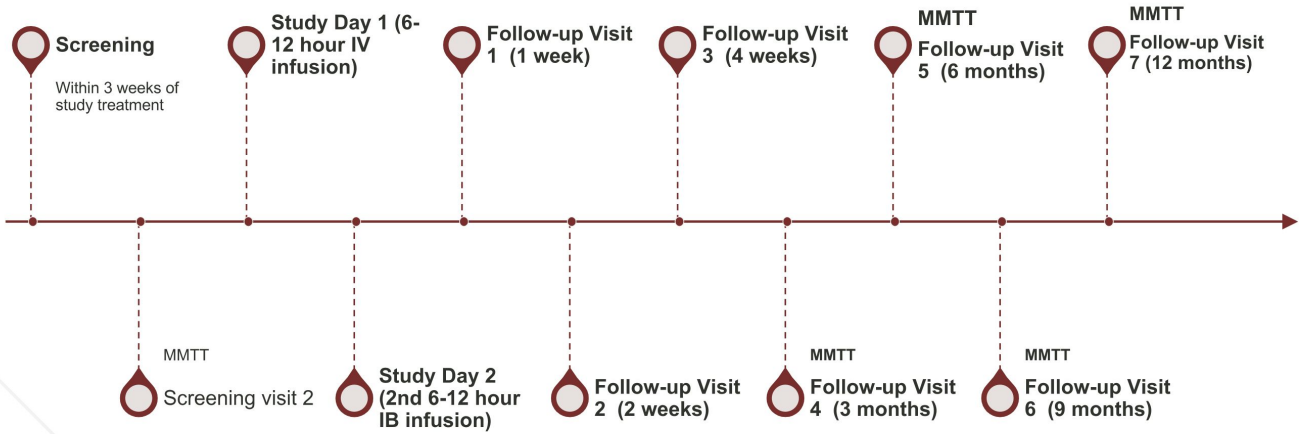 Screening
Within 3 weeks of
study treatment
MMTT
Screening visit 2
Study Day 1 (6-
12 hour IV
infusion)
Study Day 2
(2nd 6-12 hour
IB infusion)
Follow-up Visit
1 (1 week)
Follow-up Visit
2 (2 weeks)
Follow-up Visit
3 (4 weeks)
MMTT
Follow-up Visit
4 (3 months)
MMTT
Follow-up Visit
5 (6 months)
MMTT
Follow-up Visit
6 (9 months)
MMTT
Follow-up Visit
7 (12 months)